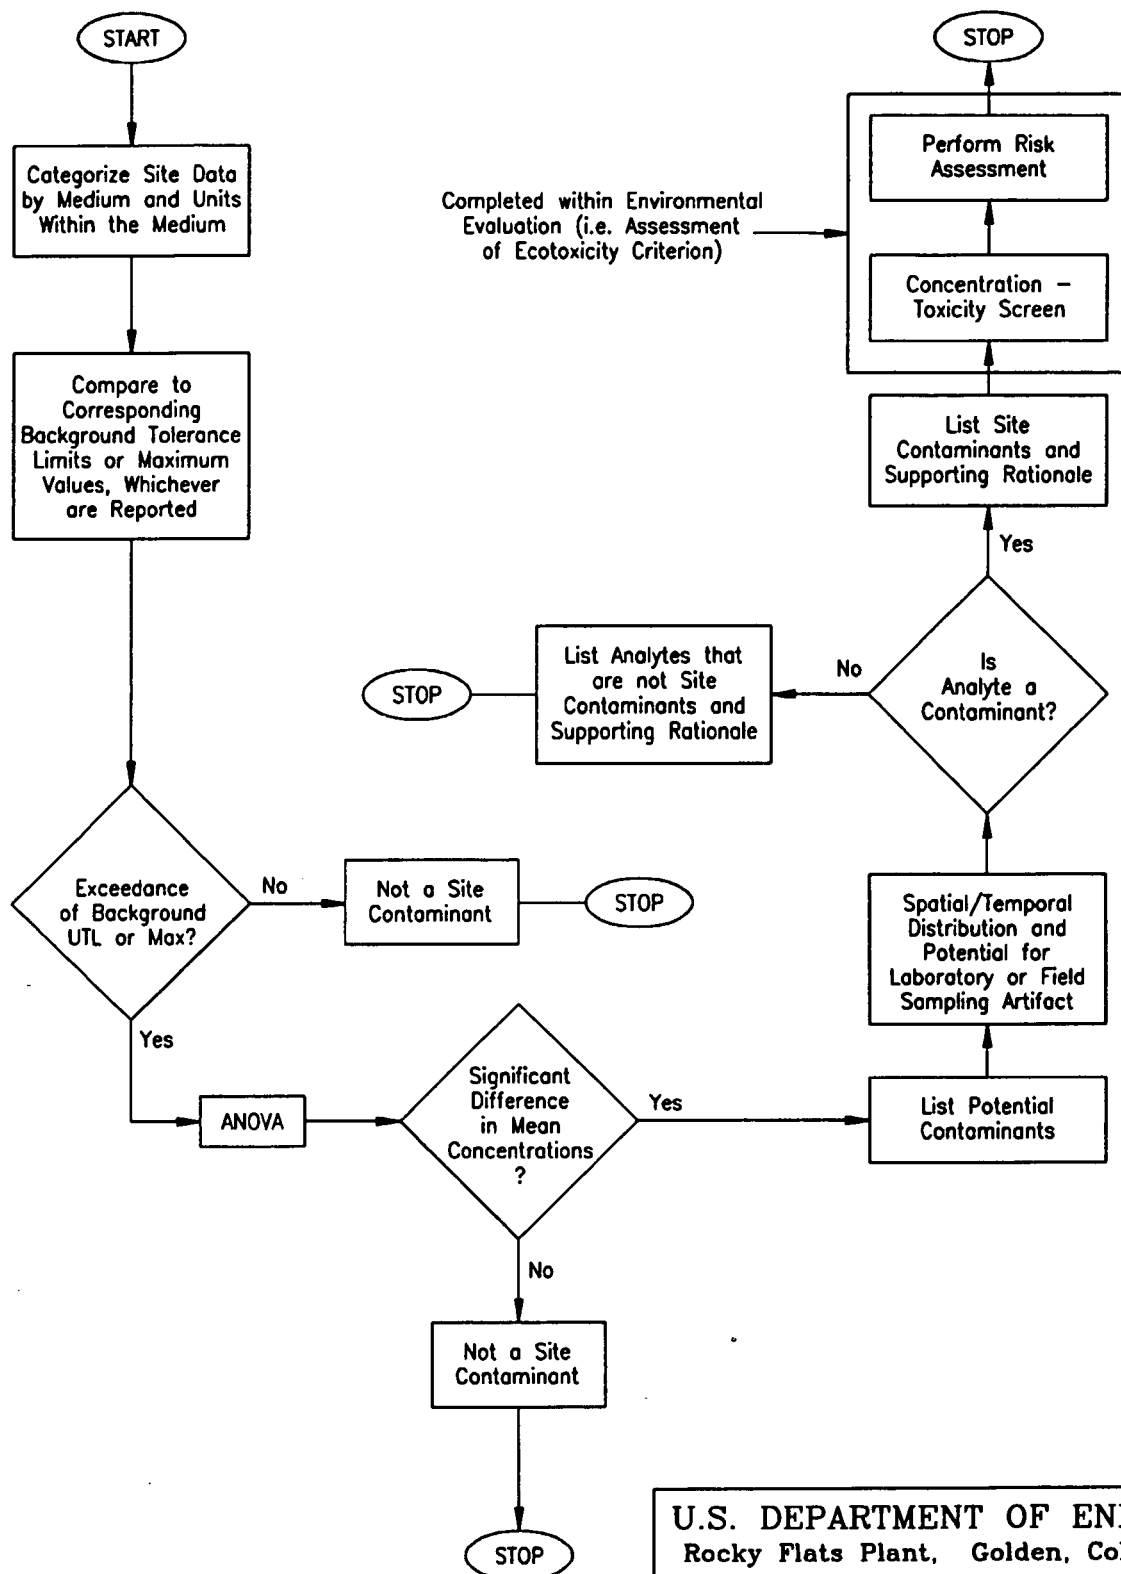 START
Categorize Site Data
by Medium and Units
Within the Medium
Compare to
Corresponding
Background Tolerance
Limits or Maximum
Values, Whichever
are Reported
Exceedance
of Background
UTL or Max?
No
Not a Site
Contaminant
STOP
Yes
ANOVA
Significant
Difference
in Mean
Concentrations
?
No
Not a Site
Contaminant
STOP
Yes
List Potential
Contaminants
Spatial/Temporal
Distribution and
Potential for
Laboratory or Field
Sampling Artifact
Is
Analyte a
Contaminant?
No
List Analytes that
are not Site
Contaminants and
Supporting Rationale
STOP
Yes
List Site
Contaminants and
Supporting Rationale
Completed within Environmental
Evaluation (i.e. Assessment
of Ecotoxicity Criterion)
Concentration –
Toxicity Screen
Perform Risk
Assessment
STOP
U.S. DEPARTMENT OF
Rocky Flats Plant, Golden,